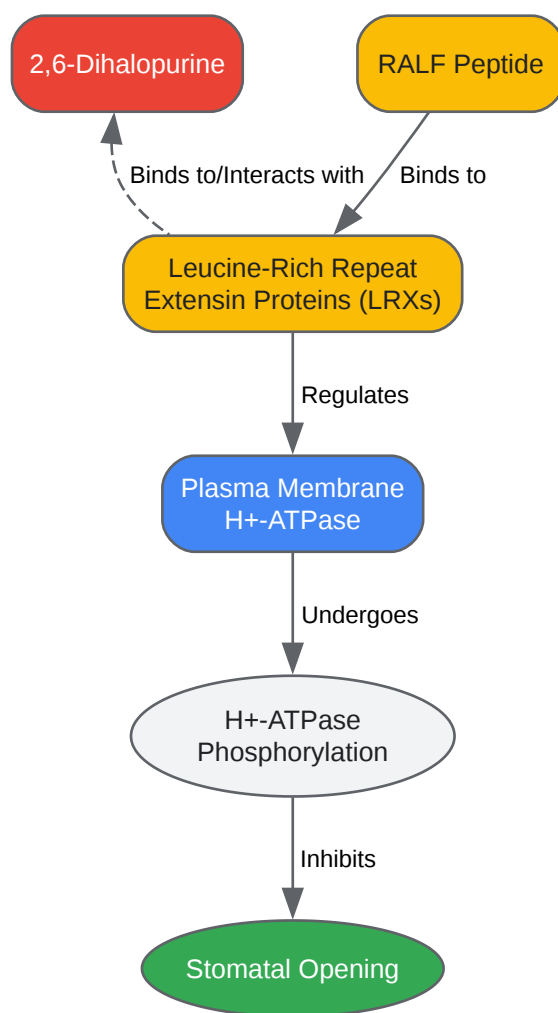 2,6-Dihalopurine
RALF Peptide
Binds to/Interacts with
Binds to
Leucine-Rich Repeat
Extensin Proteins (LRXs)
Regulates
Plasma Membrane
H+-ATPase
Undergoes
H+-ATPase
Phosphorylation
Inhibits
Stomatal Opening